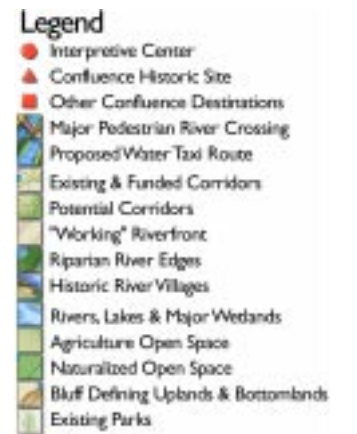 Legend
Interpretive Center
Confluence Historic Site
Other Confluence Destinations
Major Pedestrian River Crossing
Proposed Water Taxi Route
Existing & Funded Corridors
Potential Corridors
"Working" Riverfront
Riparian River Edges
Historic River Villages
Rivers, Lakes & Major Wetlands
Agriculture Open Space
Naturalized Open Space
Bluff Defining Uplands & Bottomlands
Existing Parks